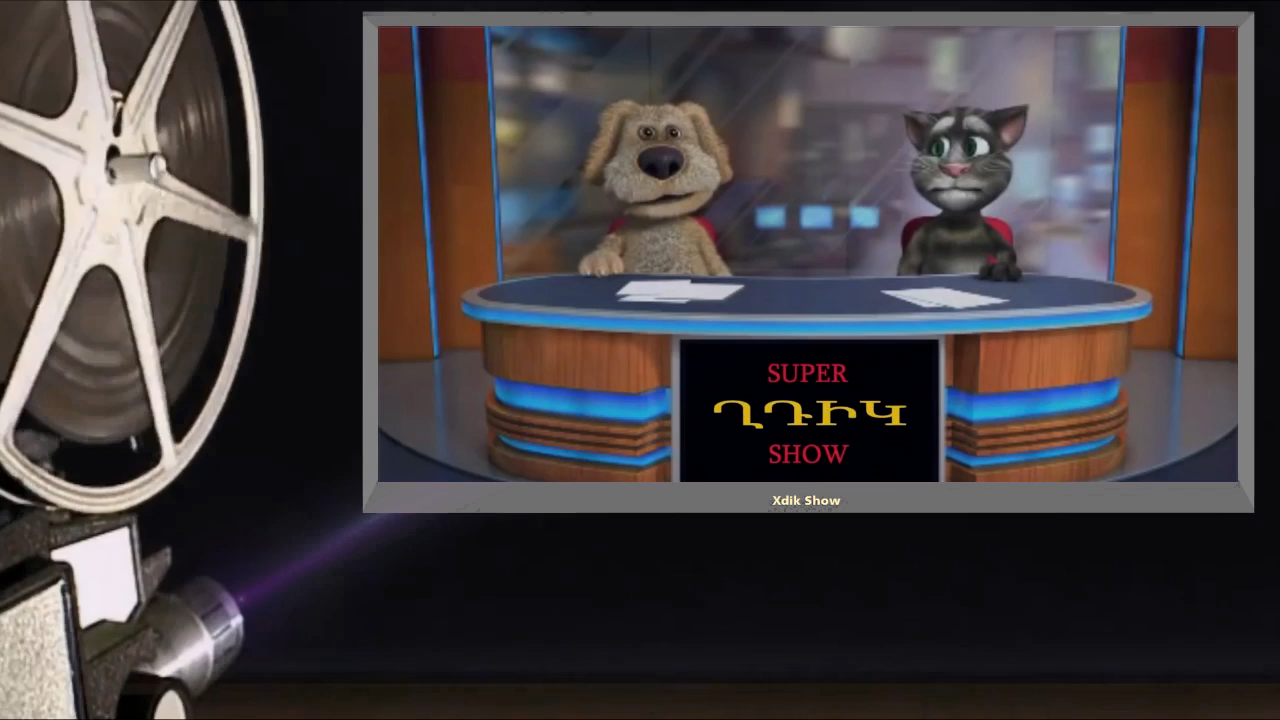 SUPER
ՂԴԻԿ
SHOW
Xdik Show